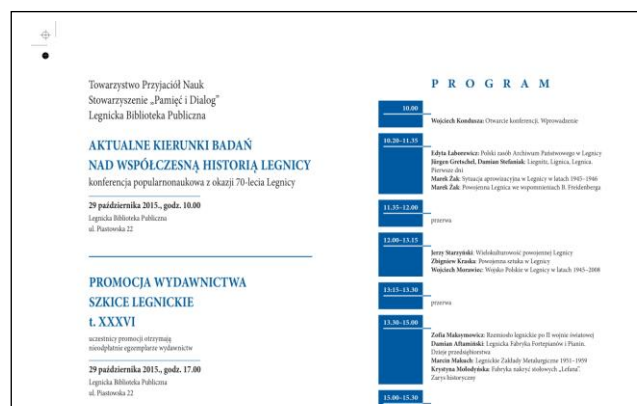 Towarzystwo Przyjaciół Nauk
Stowarzyszenie „Pamięć i Dialog”
Legnicka Biblioteka Publiczna
AKTUALNE KIERUNKI BADAŃ
NAD WSPÓŁCZESNĄ HISTORIĄ LEGNICY
konferencja popularnonaukowa z okazji 70-lecia Legnicy
29 października 2015., godz. 10.00
Legnicka Biblioteka Publiczna
ul. Piastowska 22
PROMOCJA WYDAWNICTWA
SZKICE LEGNICKIE
t. XXXVI
uczestnicy promocji otrzymają
nieodpłatnie egzemplarze wydawnictw
29 października 2015., godz. 17.00
Legnicka Biblioteka Publiczna
ul. Piastowska 22
PROGRAM
10.00
Wojciech Kondusza: Otwarcie konferencji, Wprowadzenie
10.20–11.35
Edyta Łaborewicz: Polski zasób Archiwum Państwowego w Legnicy
Jürgen Gretschel, Damian Stefaniak: Liegnitz, Lignica, Legnica.
Pierwsze dni
Marek Żak: Sytuacja aprowizacyjna w Legnicy w latach 1945–1946
Marek Żak: Powojenna Legnica we wspomnieniach B. Freidenberga
11.35–12.00
przerwa
12.00–13.15
Jerzy Starzyński: Wielokulturowość powojennej Legnicy
Zbigniew Kraska: Powojenna sztuka w Legnicy
Wojciech Morawiec: Wojsko Polskie w Legnicy w latach 1945–2008
13:15–13.30
przerwa
13.30–15.00
Zofia Maksymowicz: Rzemiosło legnickie po II wojnie światowej
Damian Aftamiński: Legnicka Fabryka Fortepianów i Pianin.
Dzieje przedsiębiorstwa
Marcin Makuch: Legnickie Zakłady Metalurgiczne 1951–1959
Krystyna Mołodyńska: Fabryka nakryć stołowych „Lefana”.
Zarys historyczny
15.00–15.30